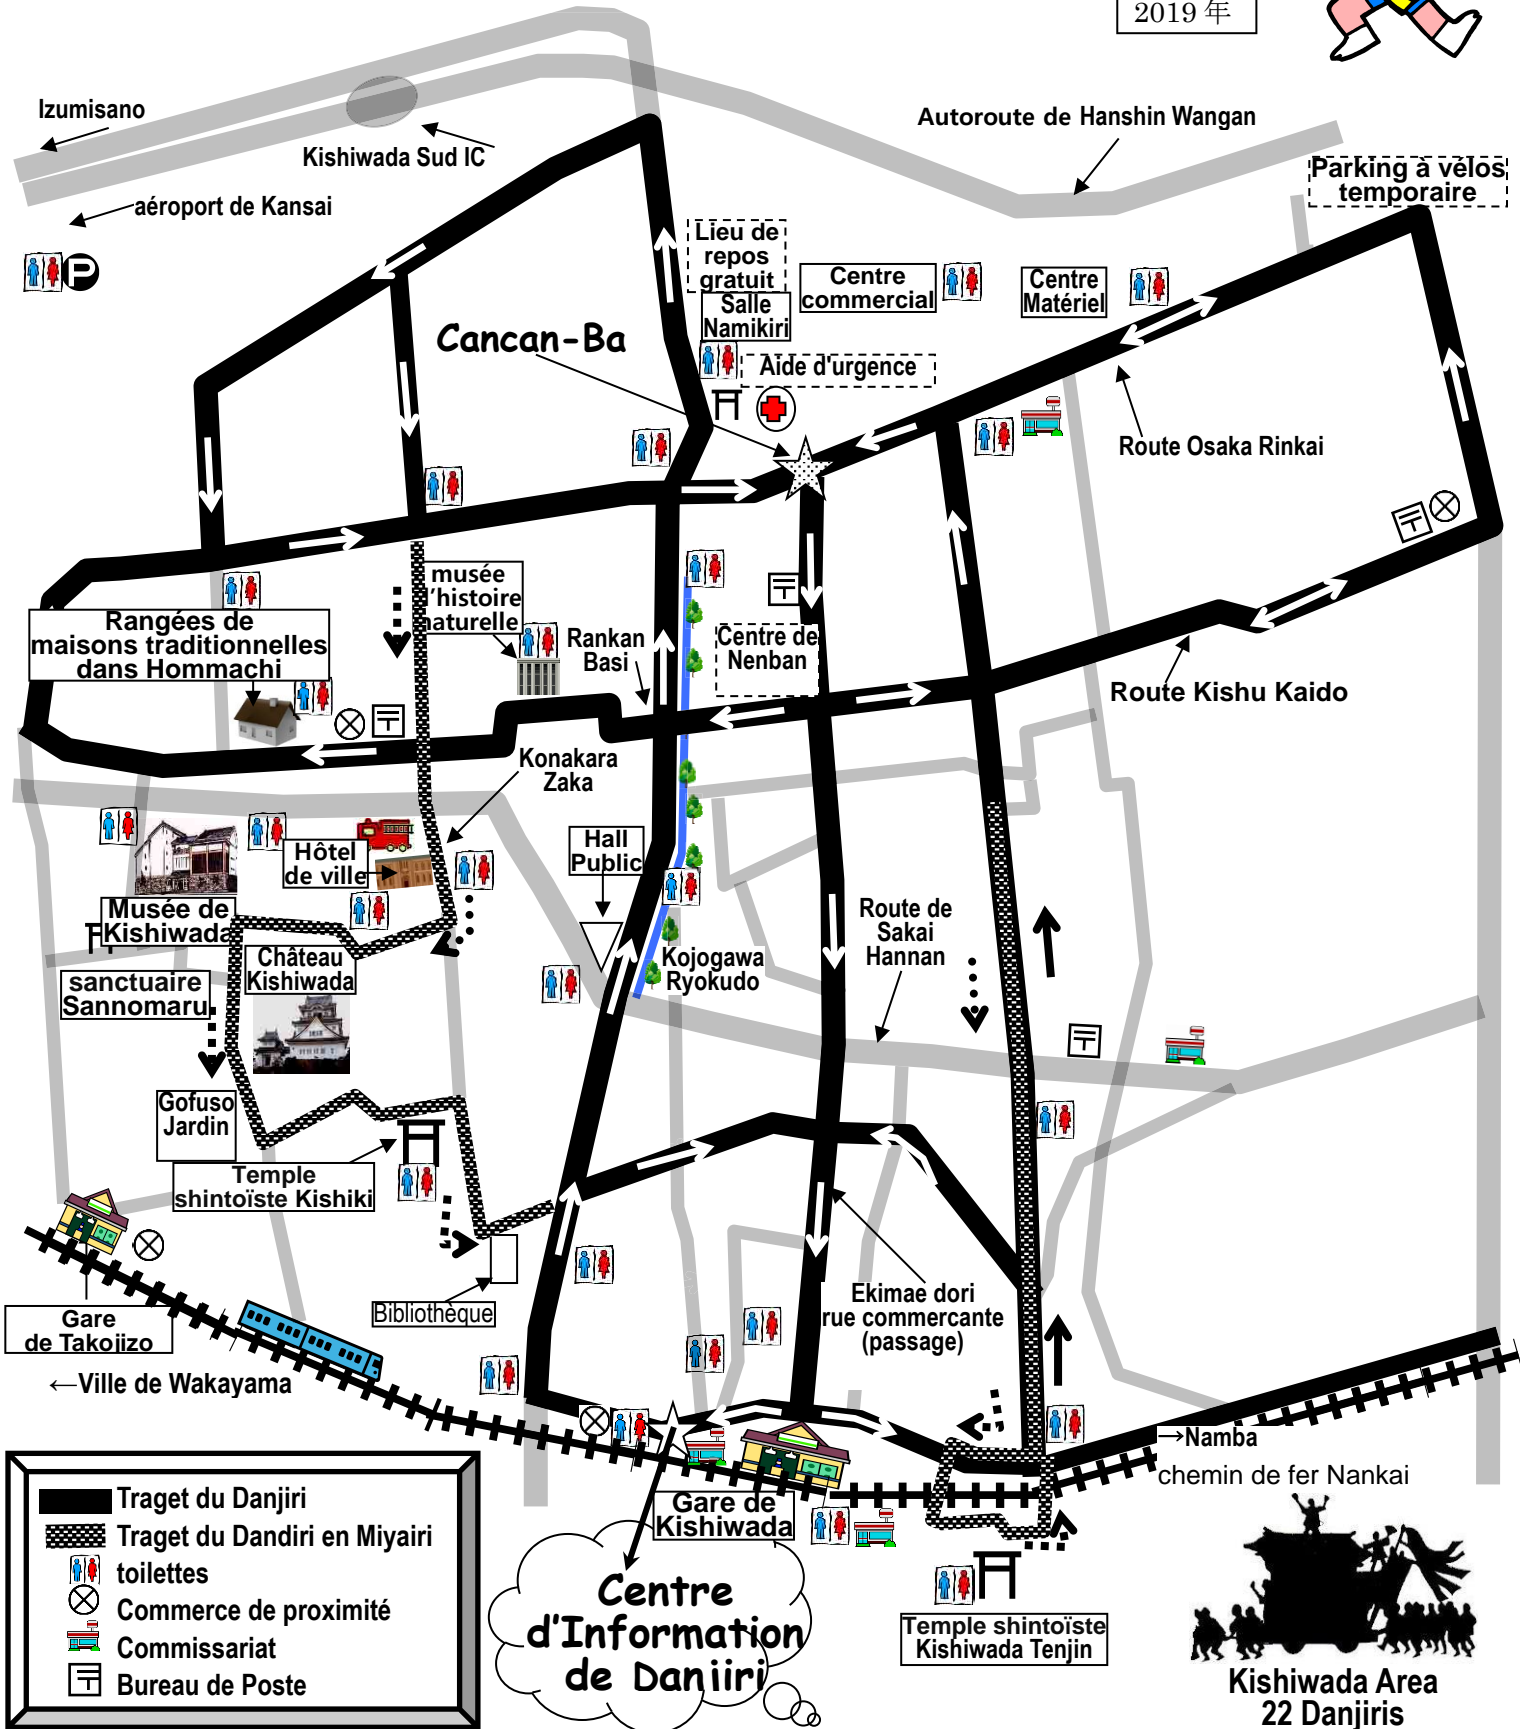 2019 年
Izumisano
Kishiwada Sud IC
Autoroute de Hanshin Wangan
Parking à vélos
temporaire
aéroport de Kansai
P
Lieu de
repos
gratuit
Salle
Namikiri
Centre
commercial
Centre
Matériel
Cancan-Ba
Aide d'urgence
Route Osaka Rinkai
musée
'histoire
naturelle
Rangées de
maisons traditionnelles
dans Hommachi
Rankan
Basi
Centre de
Nenban
Route Kishu Kaido
Konakara
Zaka
Hall
Public
Hôtel
de ville
Musée de
Kishiwada
Château
Kishiwada
sanctuaire
Sannomaru
Kojogawa
Ryokudo
Route de
Sakai
Hannan
Gofuso
Jardin
Temple
shintoïste Kishiki
Bibliothèque
Ekimae dori
rue commercante
(passage)
Gare
de Takojizo
←Ville de Wakayama
→Namba
chemin de fer Nankai
Gare de
Kishiwada
Centre
d'Information
de Daniiri
Temple shintoïste
Kishiwada Tenjin
Traget du Danjiri
Traget du Dandiri en Miyairi
toilettes
Commerce de proximité
Commissariat
Bureau de Poste
Kishiwada Area
22 Danjiris